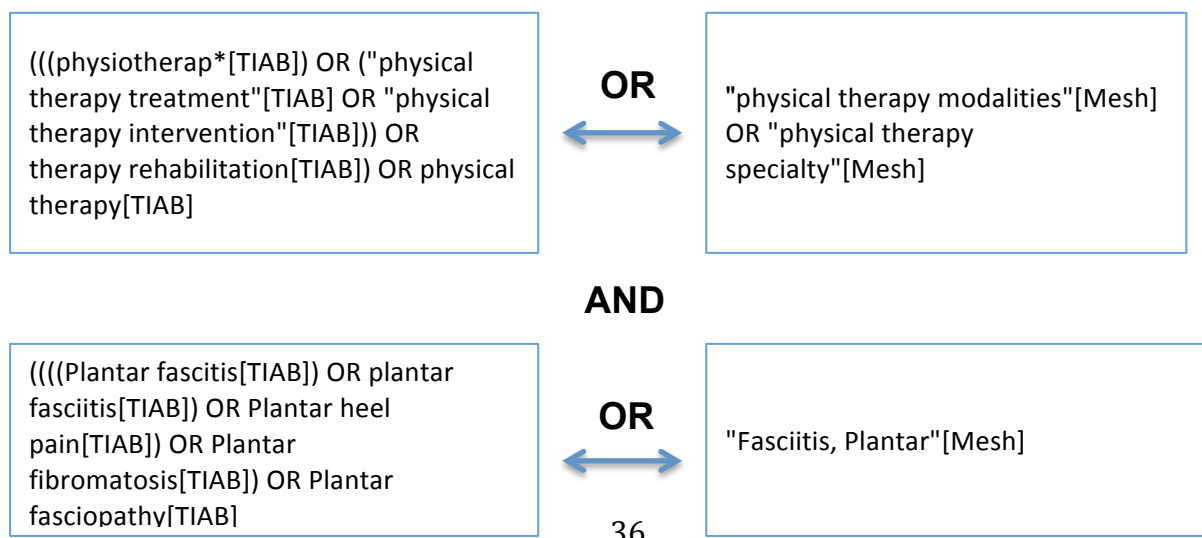 (((physiotherap*[TIAB]) OR ("physical
therapy treatment"[TIAB] OR "physical
therapy intervention"[TIAB])) OR
therapy rehabilitation[TIAB]) OR physical
therapy[TIAB]
OR
"physical therapy modalities"[Mesh]
OR "physical therapy
specialty"[Mesh]
AND
((((Plantar fascitis[TIAB]) OR plantar
fasciitis[TIAB]) OR Plantar heel
pain[TIAB]) OR Plantar
fibromatosis[TIAB]) OR Plantar
fasciopathy[TIAB]
OR
"Fasciitis, Plantar"[Mesh]
36